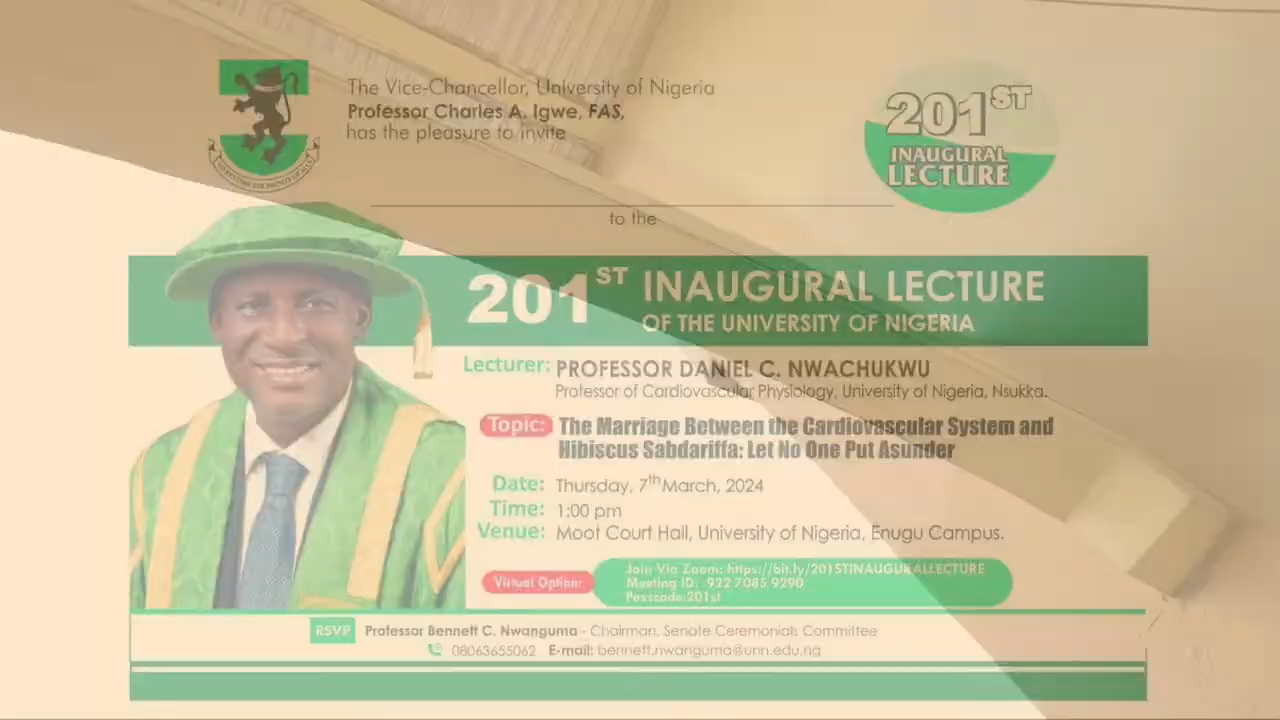 The Vice-Chancellor, University of Nigeria
Professor Charles A. Igwe, FAS,
has the pleasure to invite
201ST
INAUGURAL
LECTURE
to the
201ST INAUGURAL LECTURE
OF THE UNIVERSITY OF NIGERIA
Lecturer: PROFESSOR DANIEL C. NWACHUKWU
Professor of Cardiovascular Physiology, University of Nigeria, Nsukka.
Topic: The Marriage Between the Cardiovascular System and
Hibiscus Sabdariffa: Let No One Put Asunder
Date: Thursday, 7th March, 2024
Time: 1:00 pm
Venue: Moot Court Hall, University of Nigeria, Enugu Campus.
Virtual Option: Join Via Zoom: https://bit.ly/201STINAUGURALLECTURE
Meeting ID: 922 7085 9290
Passcode:201st
RSVP Professor Bennett C. Nwanguma - Chairman, Senate Ceremonials Committee
08063655062 E-mail: bennett.nwanguma@unn.edu.ng